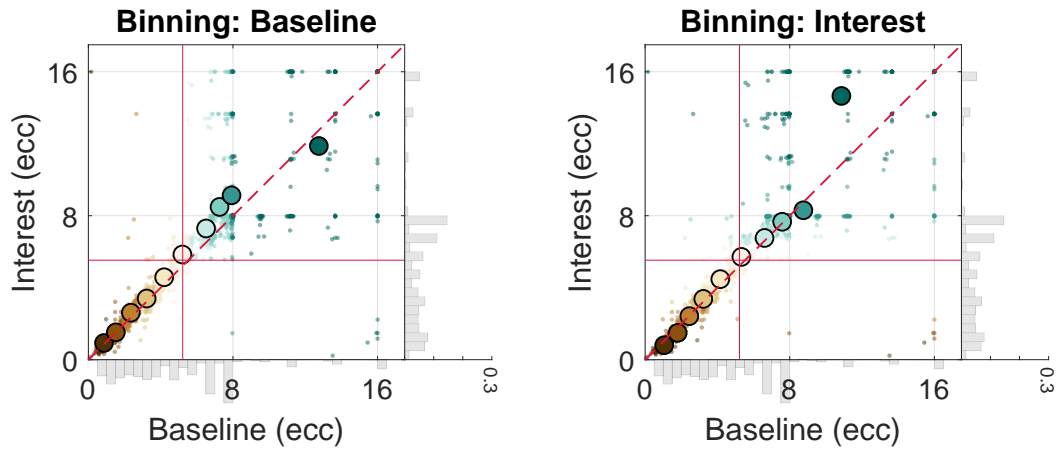 Binning: Baseline
Interest (ecc)
16
8
0
0 8 16
0.3
Baseline (ecc)
Binning: Interest
Interest (ecc)
16
8
0
0 8 16
0.3
Baseline (ecc)